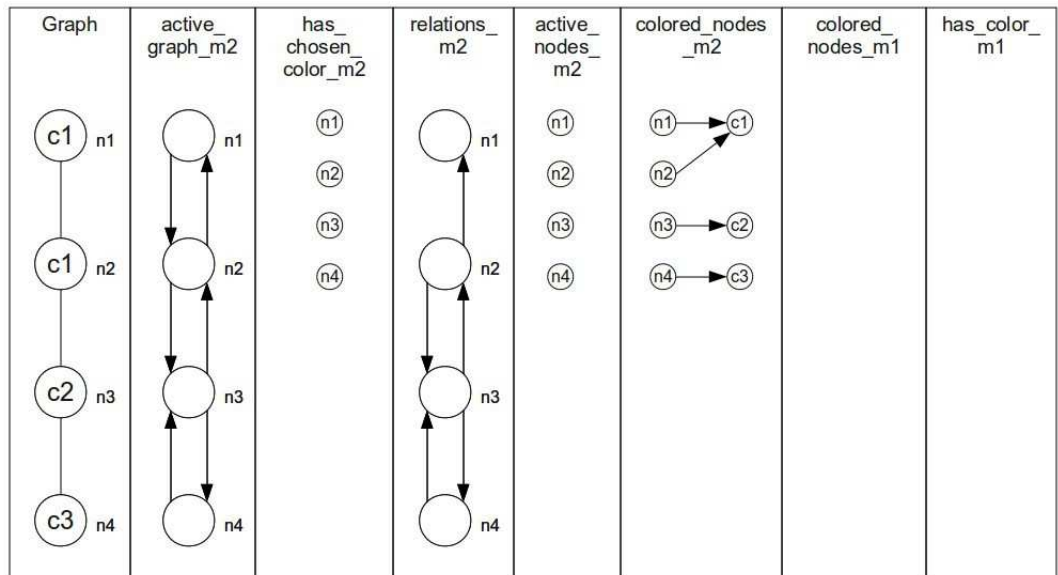 Graph
active_
graph_m2
has_
chosen_
color_m2
relations_
m2
active_
nodes_
m2
colored_nodes
_m2
colored_
nodes_m1
has_color_
m1
c1 n1
c1 n2
c2 n3
c3 n4
n1
n2
n3
n4
n1
n2
n3
n4
n1
n2
n3
n4
n1
n2
n3
n4
n1 c1
n2
n3 c2
n4 c3